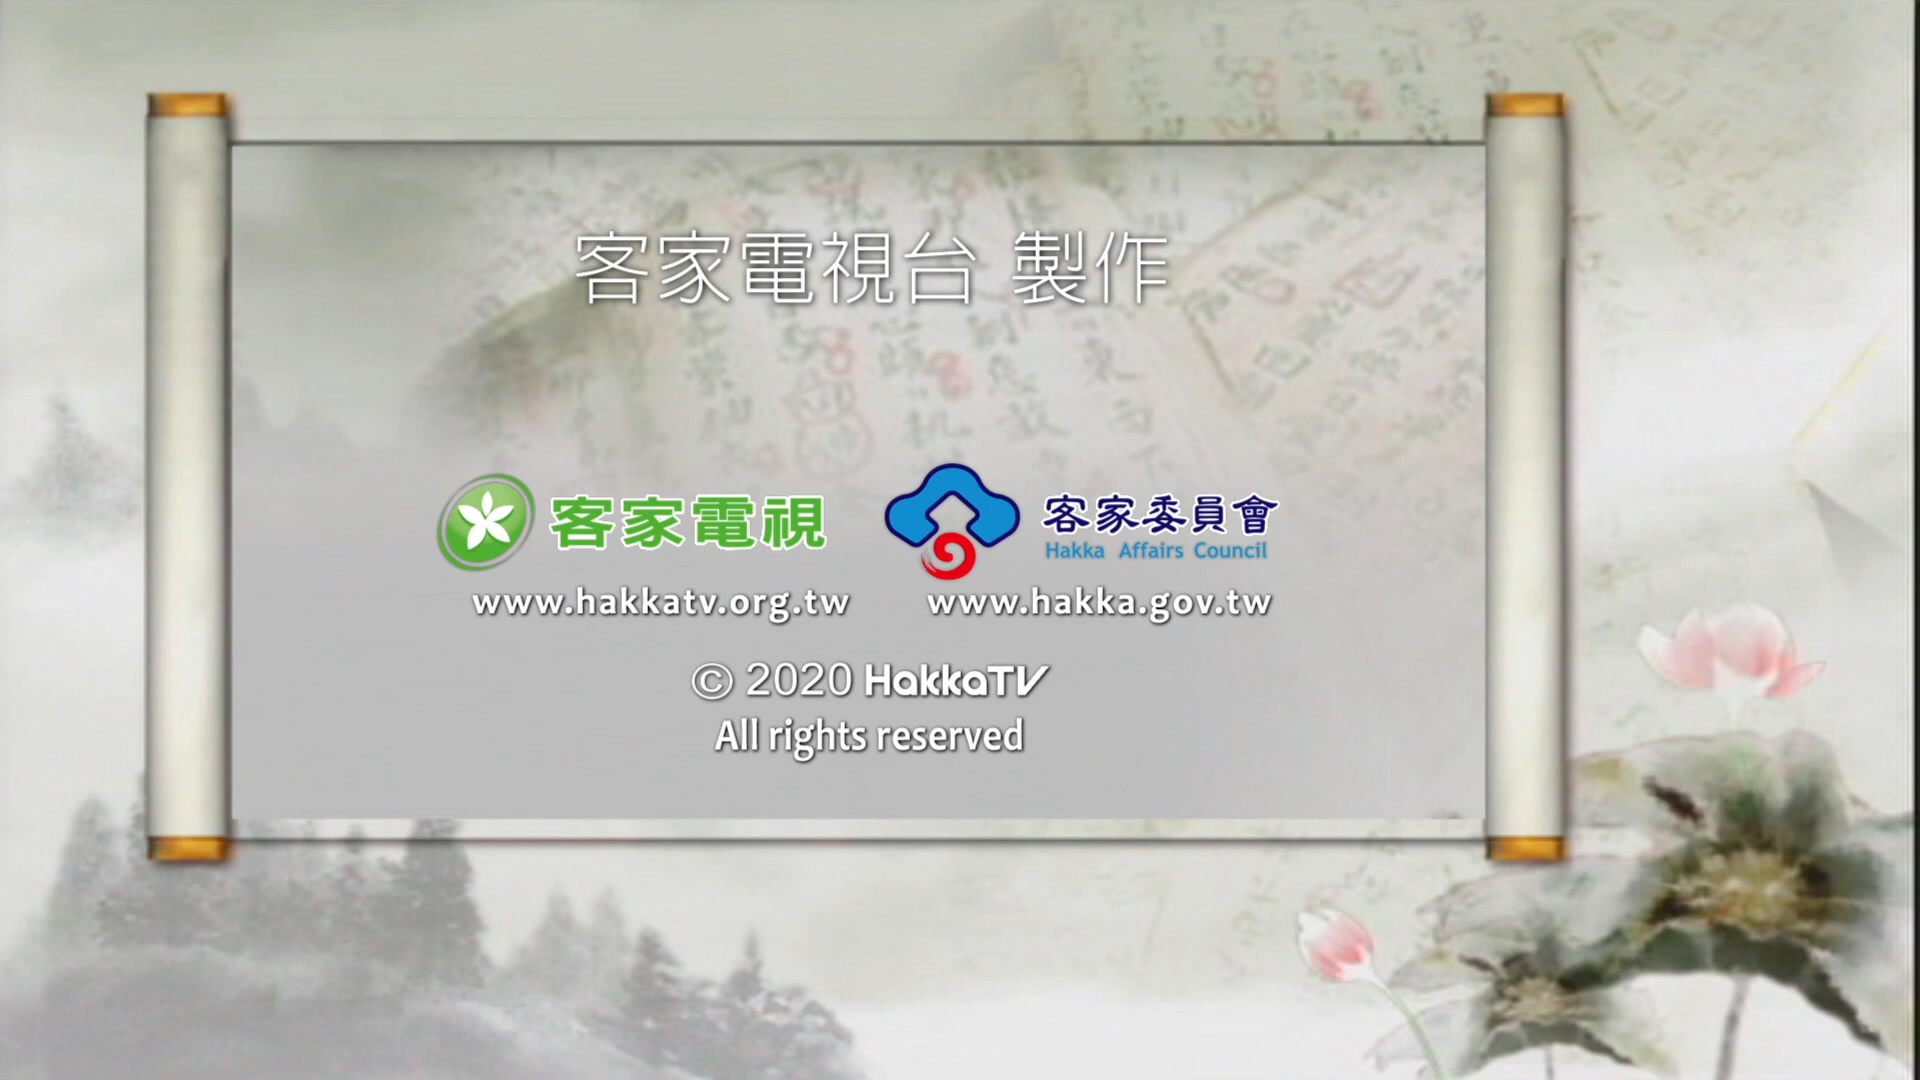 客家電視台 製作
客家電視
客家委員會
Hakka Affairs Council
www.hakkatv.org.tw
www.hakka.gov.tw
© 2020 HakkaTV
All rights reserved